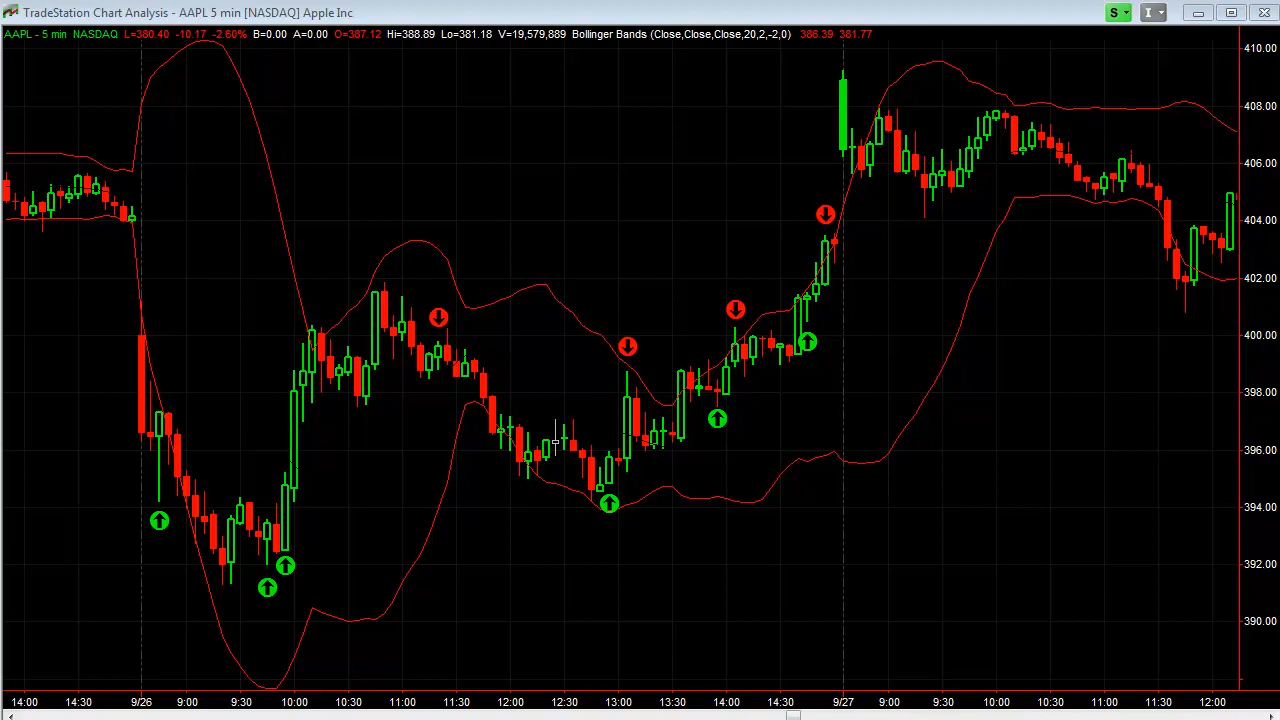 TradeStation Chart Analysis - AAPL 5 min [NASDAQ] Apple Inc
S
I
AAPL - 5 min NASDAQ L=380.40 -10.17 -2.60% B=0.00 A=0.00 O=387.12 Hi=388.89 Lo=381.18 V=19,579,889 Bollinger Bands (Close,Close,Close,20,2,-2,0) 386.39 381.77
410.00
408.00
406.00
404.00
402.00
400.00
398.00
396.00
394.00
392.00
390.00
14:00 14:30 9/26 9:00 9:30 10:00 10:30 11:00 11:30 12:00 12:30 13:00 13:30 14:00 14:30 9/27 9:00 9:30 10:00 10:30 11:00 11:30 12:00